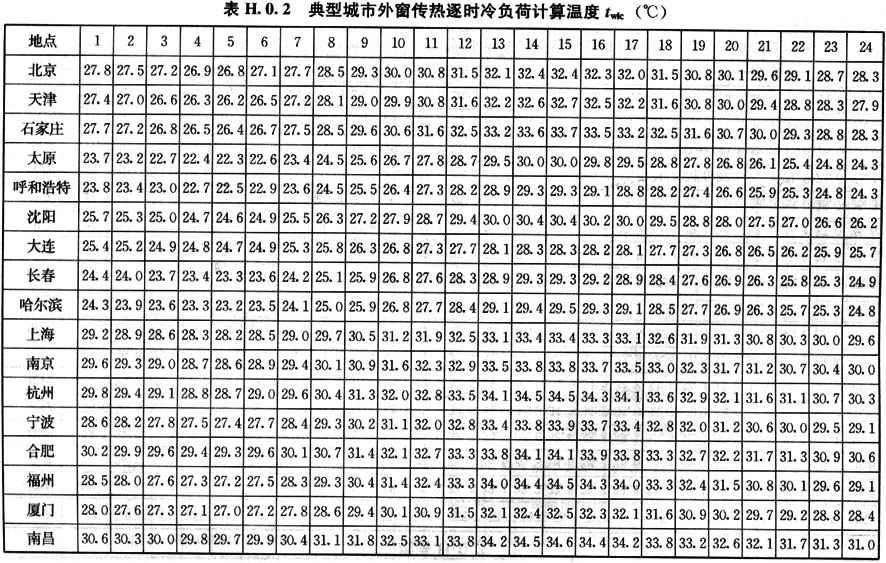 表 H.0.2 典型城市外窗传热逐时冷负荷计算温度 twlc (℃)
地点 1 2 3 4 5 6 7 8 9 10 11 12 13 14 15 16 17 18 19 20 21 22 23 24
北京 27.8 27.5 27.2 26.9 26.8 27.1 27.7 28.5 29.3 30.0 30.8 31.5 32.1 32.4 32.4 32.3 32.0 31.5 30.8 30.1 29.6 29.1 28.7 28.3
天津 27.4 27.0 26.6 26.3 26.2 26.5 27.2 28.1 29.0 29.9 30.8 31.6 32.2 32.6 32.7 32.5 32.2 31.6 30.8 30.0 29.4 28.8 28.3 27.9
石家庄 27.7 27.2 26.8 26.5 26.4 26.7 27.5 28.5 29.6 30.6 31.6 32.5 33.2 33.6 33.7 33.5 33.2 32.5 31.6 30.7 30.0 29.3 28.8 28.3
太原 23.7 23.2 22.7 22.4 22.3 22.6 23.4 24.5 25.6 26.7 27.8 28.7 29.5 30.0 30.0 29.8 29.5 28.8 27.8 26.8 26.1 25.4 24.8 24.3
呼和浩特 23.8 23.4 23.0 22.7 22.5 22.9 23.6 24.5 25.5 26.4 27.3 28.2 28.9 29.3 29.3 29.1 28.8 28.2 27.4 26.6 25.9 25.3 24.8 24.3
沈阳 25.7 25.3 25.0 24.7 24.6 24.9 25.5 26.3 27.2 27.9 28.7 29.4 30.0 30.4 30.4 30.2 30.0 29.5 28.8 28.0 27.5 27.0 26.6 26.2
大连 25.4 25.2 24.9 24.8 24.7 24.9 25.3 25.8 26.3 26.8 27.3 27.7 28.1 28.3 28.3 28.2 28.1 27.7 27.3 26.8 26.5 26.2 25.9 25.7
长春 24.4 24.0 23.7 23.4 23.3 23.6 24.2 25.1 25.9 26.8 27.6 28.3 28.9 29.3 29.3 29.2 28.9 28.4 27.6 26.9 26.3 25.8 25.3 24.9
哈尔滨 24.3 23.9 23.6 23.3 23.2 23.5 24.1 25.0 25.9 26.8 27.7 28.4 29.1 29.4 29.5 29.3 29.1 28.5 27.7 26.9 26.3 25.7 25.3 24.8
上海 29.2 28.9 28.6 28.3 28.2 28.5 29.0 29.7 30.5 31.2 31.9 32.5 33.1 33.4 33.4 33.3 33.1 32.6 31.9 31.3 30.8 30.3 30.0 29.6
南京 29.6 29.3 29.0 28.7 28.6 28.9 29.4 30.1 30.9 31.6 32.3 32.9 33.5 33.8 33.8 33.7 33.5 33.0 32.3 31.7 31.2 30.7 30.4 30.0
杭州 29.8 29.4 29.1 28.8 28.7 29.0 29.6 30.4 31.3 32.0 32.8 33.5 34.1 34.5 34.5 34.3 34.1 33.6 32.9 32.1 31.6 31.1 30.7 30.3
宁波 28.6 28.2 27.8 27.5 27.4 27.7 28.4 29.3 30.2 31.1 32.0 32.8 33.4 33.8 33.9 33.7 33.4 32.8 32.0 31.2 30.6 30.0 29.5 29.1
合肥 30.2 29.9 29.6 29.4 29.3 29.6 30.1 30.7 31.4 32.1 32.7 33.3 33.8 34.1 34.1 33.9 33.8 33.3 32.7 32.2 31.7 31.3 30.9 30.6
福州 28.5 28.0 27.6 27.3 27.2 27.5 28.3 29.3 30.4 31.4 32.4 33.3 34.0 34.4 34.5 34.3 34.0 33.3 32.4 31.5 30.8 30.1 29.6 29.1
厦门 28.0 27.6 27.3 27.1 27.0 27.2 27.8 28.6 29.4 30.1 30.9 31.5 32.1 32.4 32.5 32.3 32.1 31.6 30.9 30.2 29.7 29.2 28.8 28.4
南昌 30.6 30.3 30.0 29.8 29.7 29.9 30.4 31.1 31.8 32.5 33.1 33.8 34.2 34.5 34.6 34.4 34.2 33.8 33.2 32.6 32.1 31.7 31.3 31.0